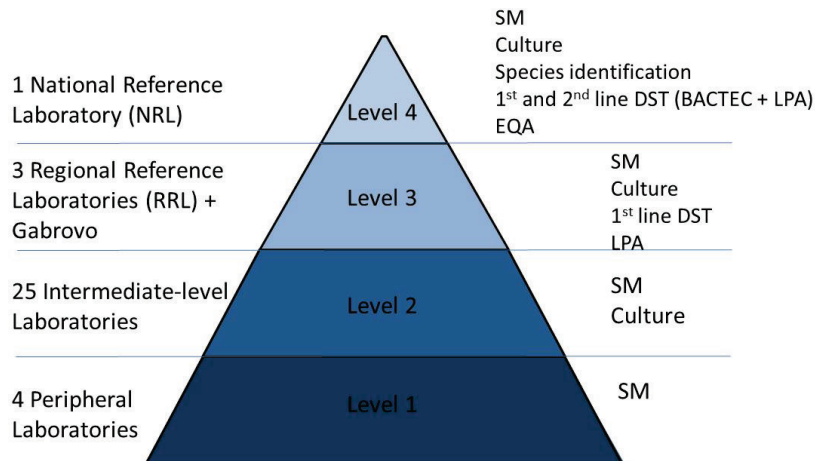 1 National Reference
Laboratory (NRL)
Level 4
SM
Culture
Species identification
1st and 2nd line DST (BACTEC + LPA)
EQA
3 Regional Reference
Laboratories (RRL) +
Gabrovo
Level 3
SM
Culture
1st line DST
LPA
25 Intermediate-level
Laboratories
Level 2
SM
Culture
4 Peripheral
Laboratories
Level 1
SM